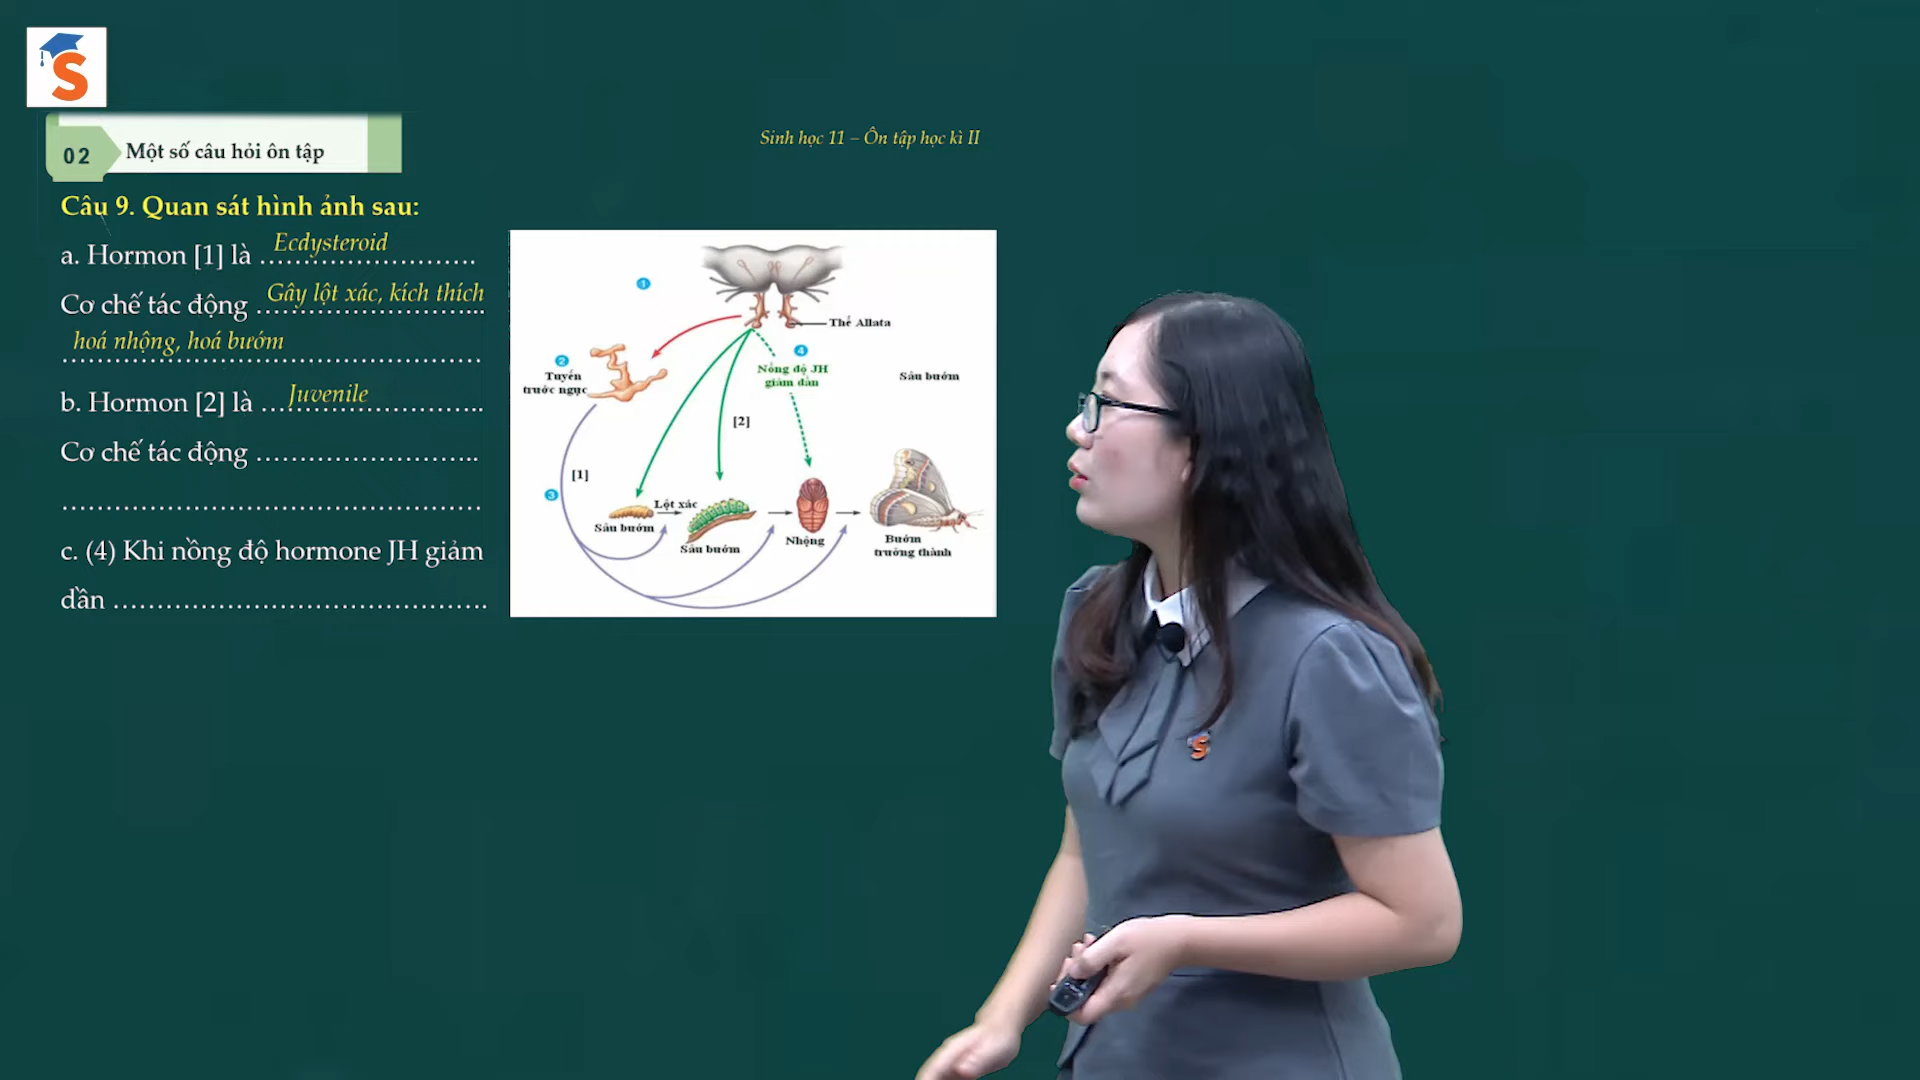 S
02
Một số câu hỏi ôn tập
Sinh học 11 – Ôn tập học kì II
Câu 9. Quan sát hình ảnh sau:
a. Hormon [1] là ……………………. Ecdysteroid
Cơ chế tác động …………………….. Gây lột xác, kích thích
hoá nhộng, hoá bướm
b. Hormon [2] là …………………….. Juvenile
Cơ chế tác động ……………………..
…………………………………………
c. (4) Khi nồng độ hormone JH giảm
dần …………………………………….
1
Thể Allata
2
Tuyến
trước ngực
4
Nồng độ JH
giảm dần
Sâu bướm
[2]
[1]
3
Lột xác
Sâu bướm
Sâu bướm
Nhộng
Bướm
trưởng thành
S